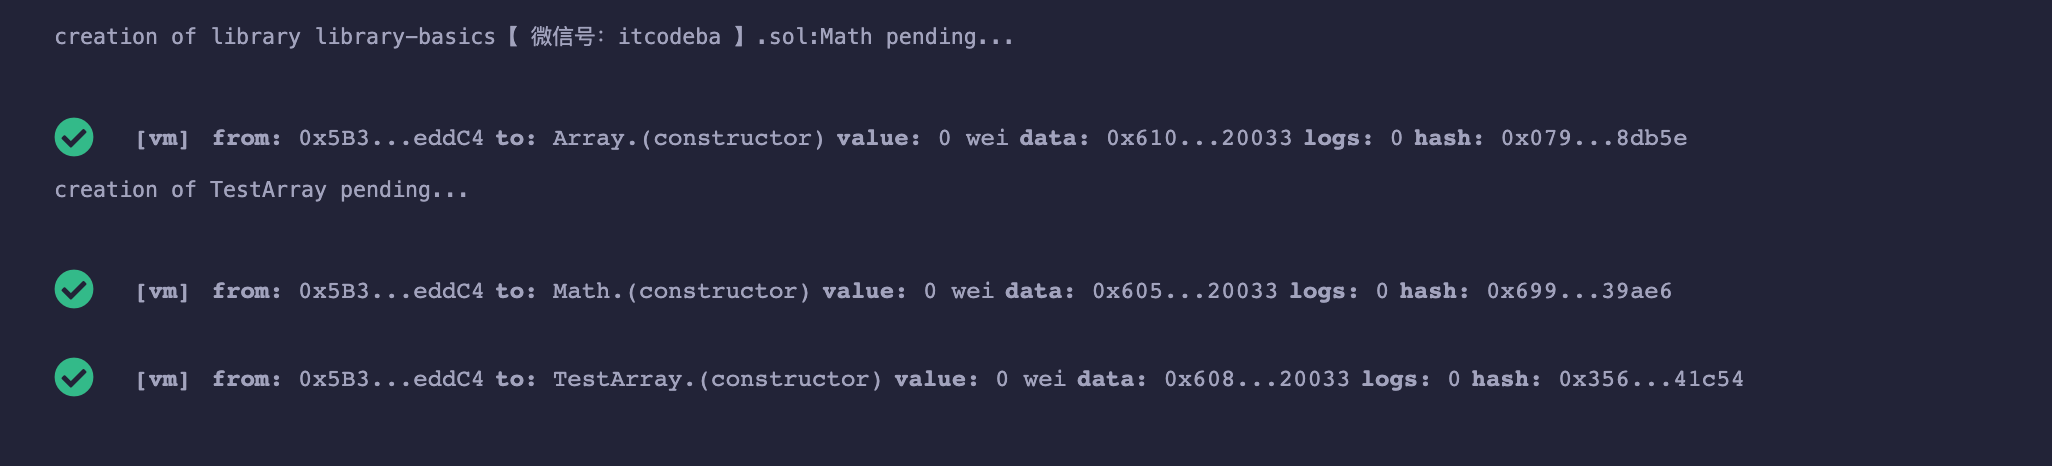 creation of library library-basics【 微信号：itcodeba 】.sol:Math pending...
[vm] from: 0x5B3...eddC4 to: Array.(constructor) value: 0 wei data: 0x610...20033 logs: 0 hash: 0x079...8db5e
creation of TestArray pending...
[vm] from: 0x5B3...eddC4 to: Math.(constructor) value: 0 wei data: 0x605...20033 logs: 0 hash: 0x699...39ae6
[vm] from: 0x5B3...eddC4 to: TestArray.(constructor) value: 0 wei data: 0x608...20033 logs: 0 hash: 0x356...41c54